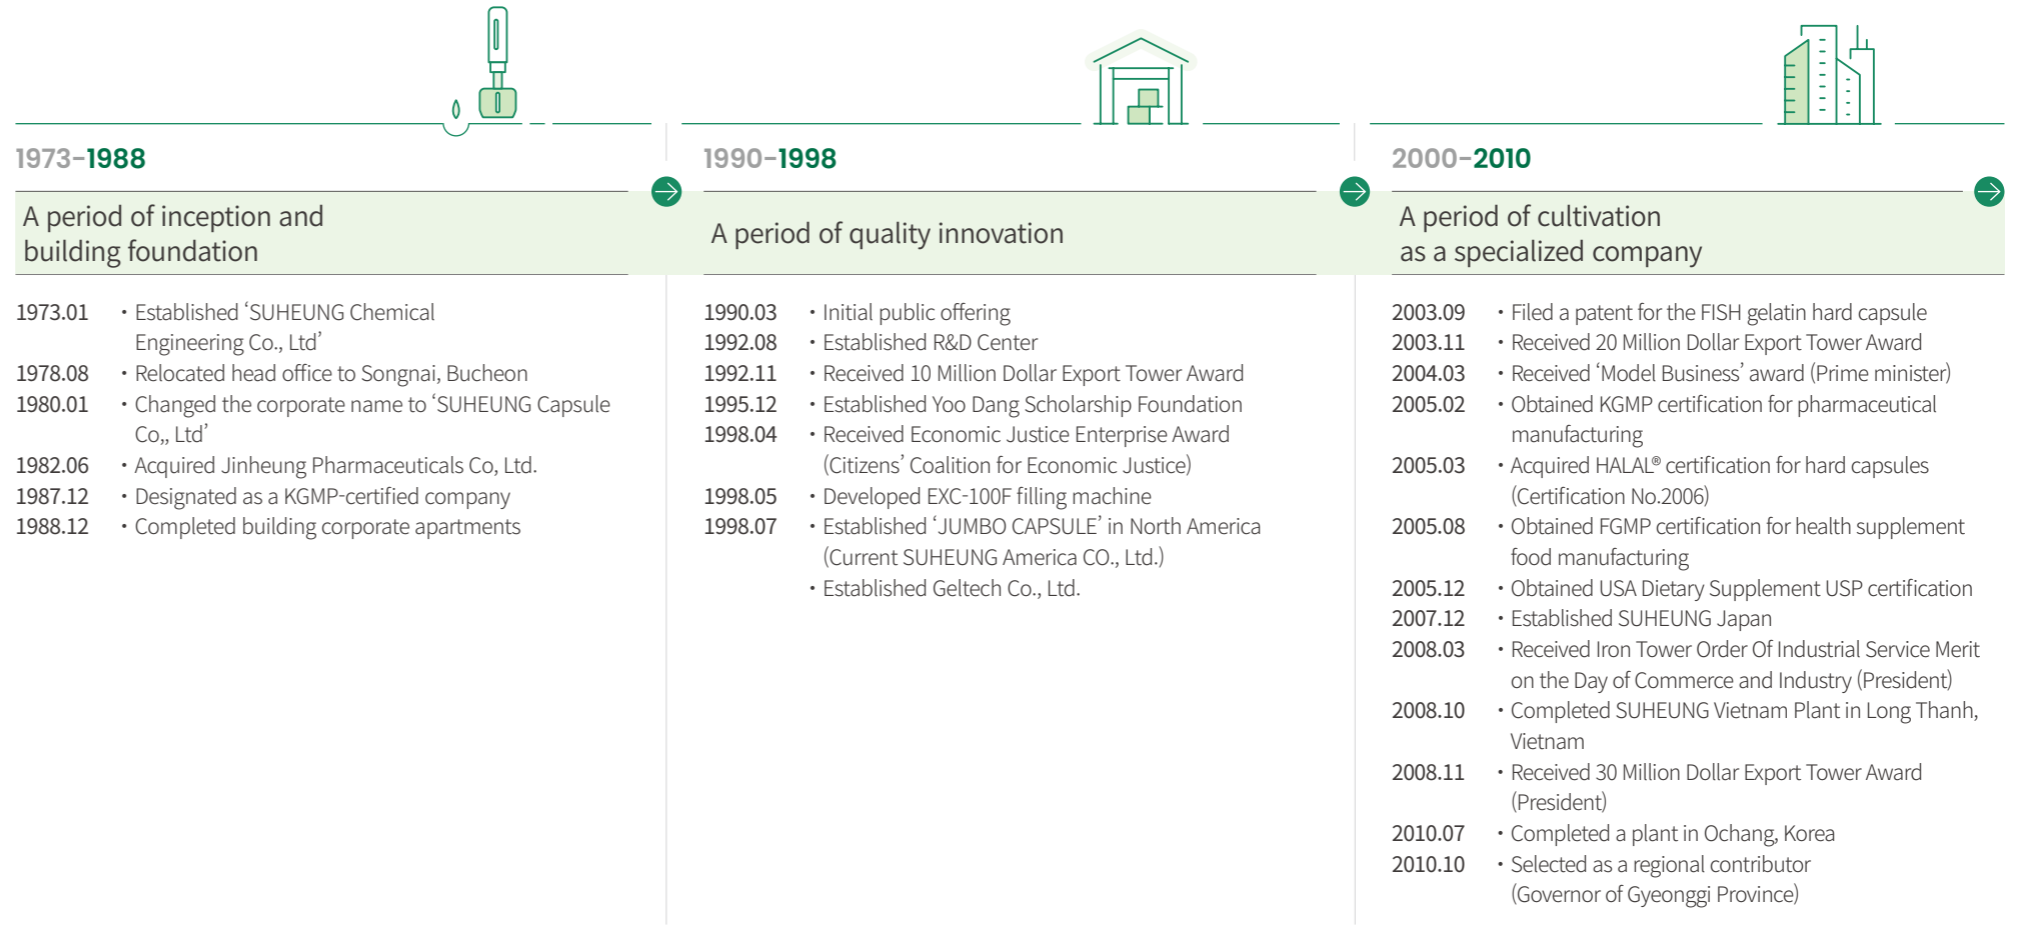 1973-1988
A period of inception and
building foundation
1973.01 · Established ‘SUHEUNG Chemical
Engineering Co., Ltd’
1978.08 · Relocated head office to Songnai, Bucheon
1980.01 · Changed the corporate name to ‘SUHEUNG Capsule
Co,, Ltd’
1982.06 · Acquired Jinheung Pharmaceuticals Co, Ltd.
1987.12 · Designated as a KGMP-certified company
1988.12 · Completed building corporate apartments
1990-1998
A period of quality innovation
1990.03 · Initial public offering
1992.08 · Established R&D Center
1992.11 · Received 10 Million Dollar Export Tower Award
1995.12 · Established Yoo Dang Scholarship Foundation
1998.04 · Received Economic Justice Enterprise Award
(Citizens’ Coalition for Economic Justice)
1998.05 · Developed EXC-100F filling machine
1998.07 · Established ‘JUMBO CAPSULE’ in North America
(Current SUHEUNG America CO., Ltd.)
· Established Geltech Co., Ltd.
2000-2010
A period of cultivation
as a specialized company
2003.09 · Filed a patent for the FISH gelatin hard capsule
2003.11 · Received 20 Million Dollar Export Tower Award
2004.03 · Received ‘Model Business’ award (Prime minister)
2005.02 · Obtained KGMP certification for pharmaceutical
manufacturing
2005.03 · Acquired HALAL® certification for hard capsules
(Certification No.2006)
2005.08 · Obtained FGMP certification for health supplement
food manufacturing
2005.12 · Obtained USA Dietary Supplement USP certification
2007.12 · Established SUHEUNG Japan
2008.03 · Received Iron Tower Order Of Industrial Service Merit
on the Day of Commerce and Industry (President)
2008.10 · Completed SUHEUNG Vietnam Plant in Long Thanh,
Vietnam
2008.11 · Received 30 Million Dollar Export Tower Award
(President)
2010.07 · Completed a plant in Ochang, Korea
2010.10 · Selected as a regional contributor
(Governor of Gyeonggi Province)